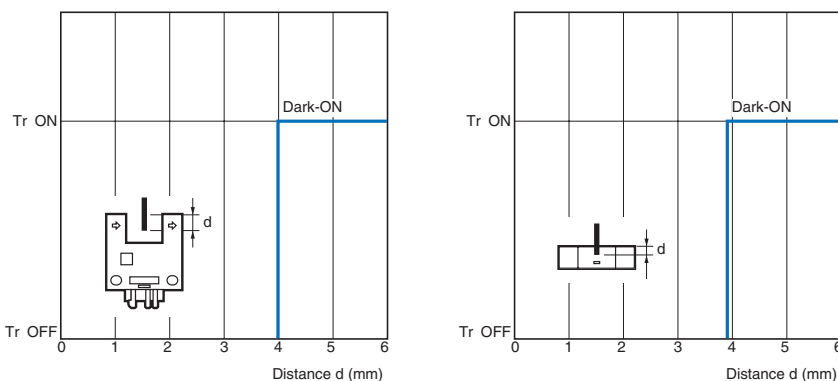 Dark-ON
Tr ON
d
Tr OFF
0 1 2 3 4 5 6
Distance d (mm)
Dark-ON
Tr ON
d
Tr OFF
0 1 2 3 4 5 6
Distance d (mm)